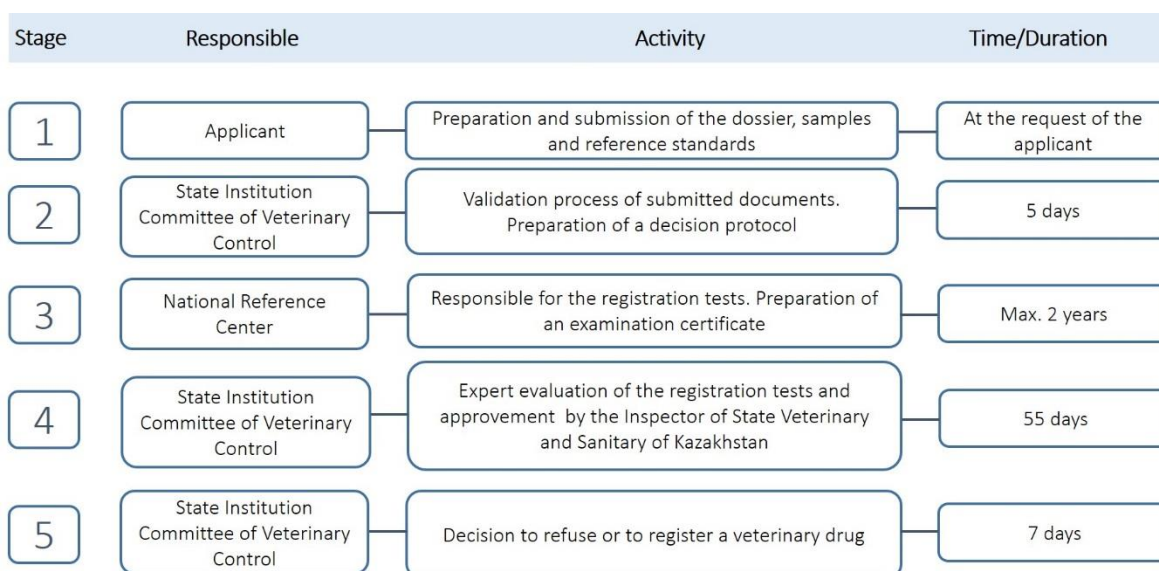 Stage Responsible Activity Time/Duration
1
Applicant
Preparation and submission of the dossier, samples
and reference standards
At the request of the
applicant
2
State Institution
Committee of Veterinary
Control
Validation process of submitted documents.
Preparation of a decision protocol
5 days
3
National Reference
Center
Responsible for the registration tests. Preparation of
an examination certificate
Max. 2 years
4
State Institution
Committee of Veterinary
Control
Expert evaluation of the registration tests and
approvement by the Inspector of State Veterinary
and Sanitary of Kazakhstan
55 days
5
State Institution
Committee of Veterinary
Control
Decision to refuse or to register a veterinary drug
7 days